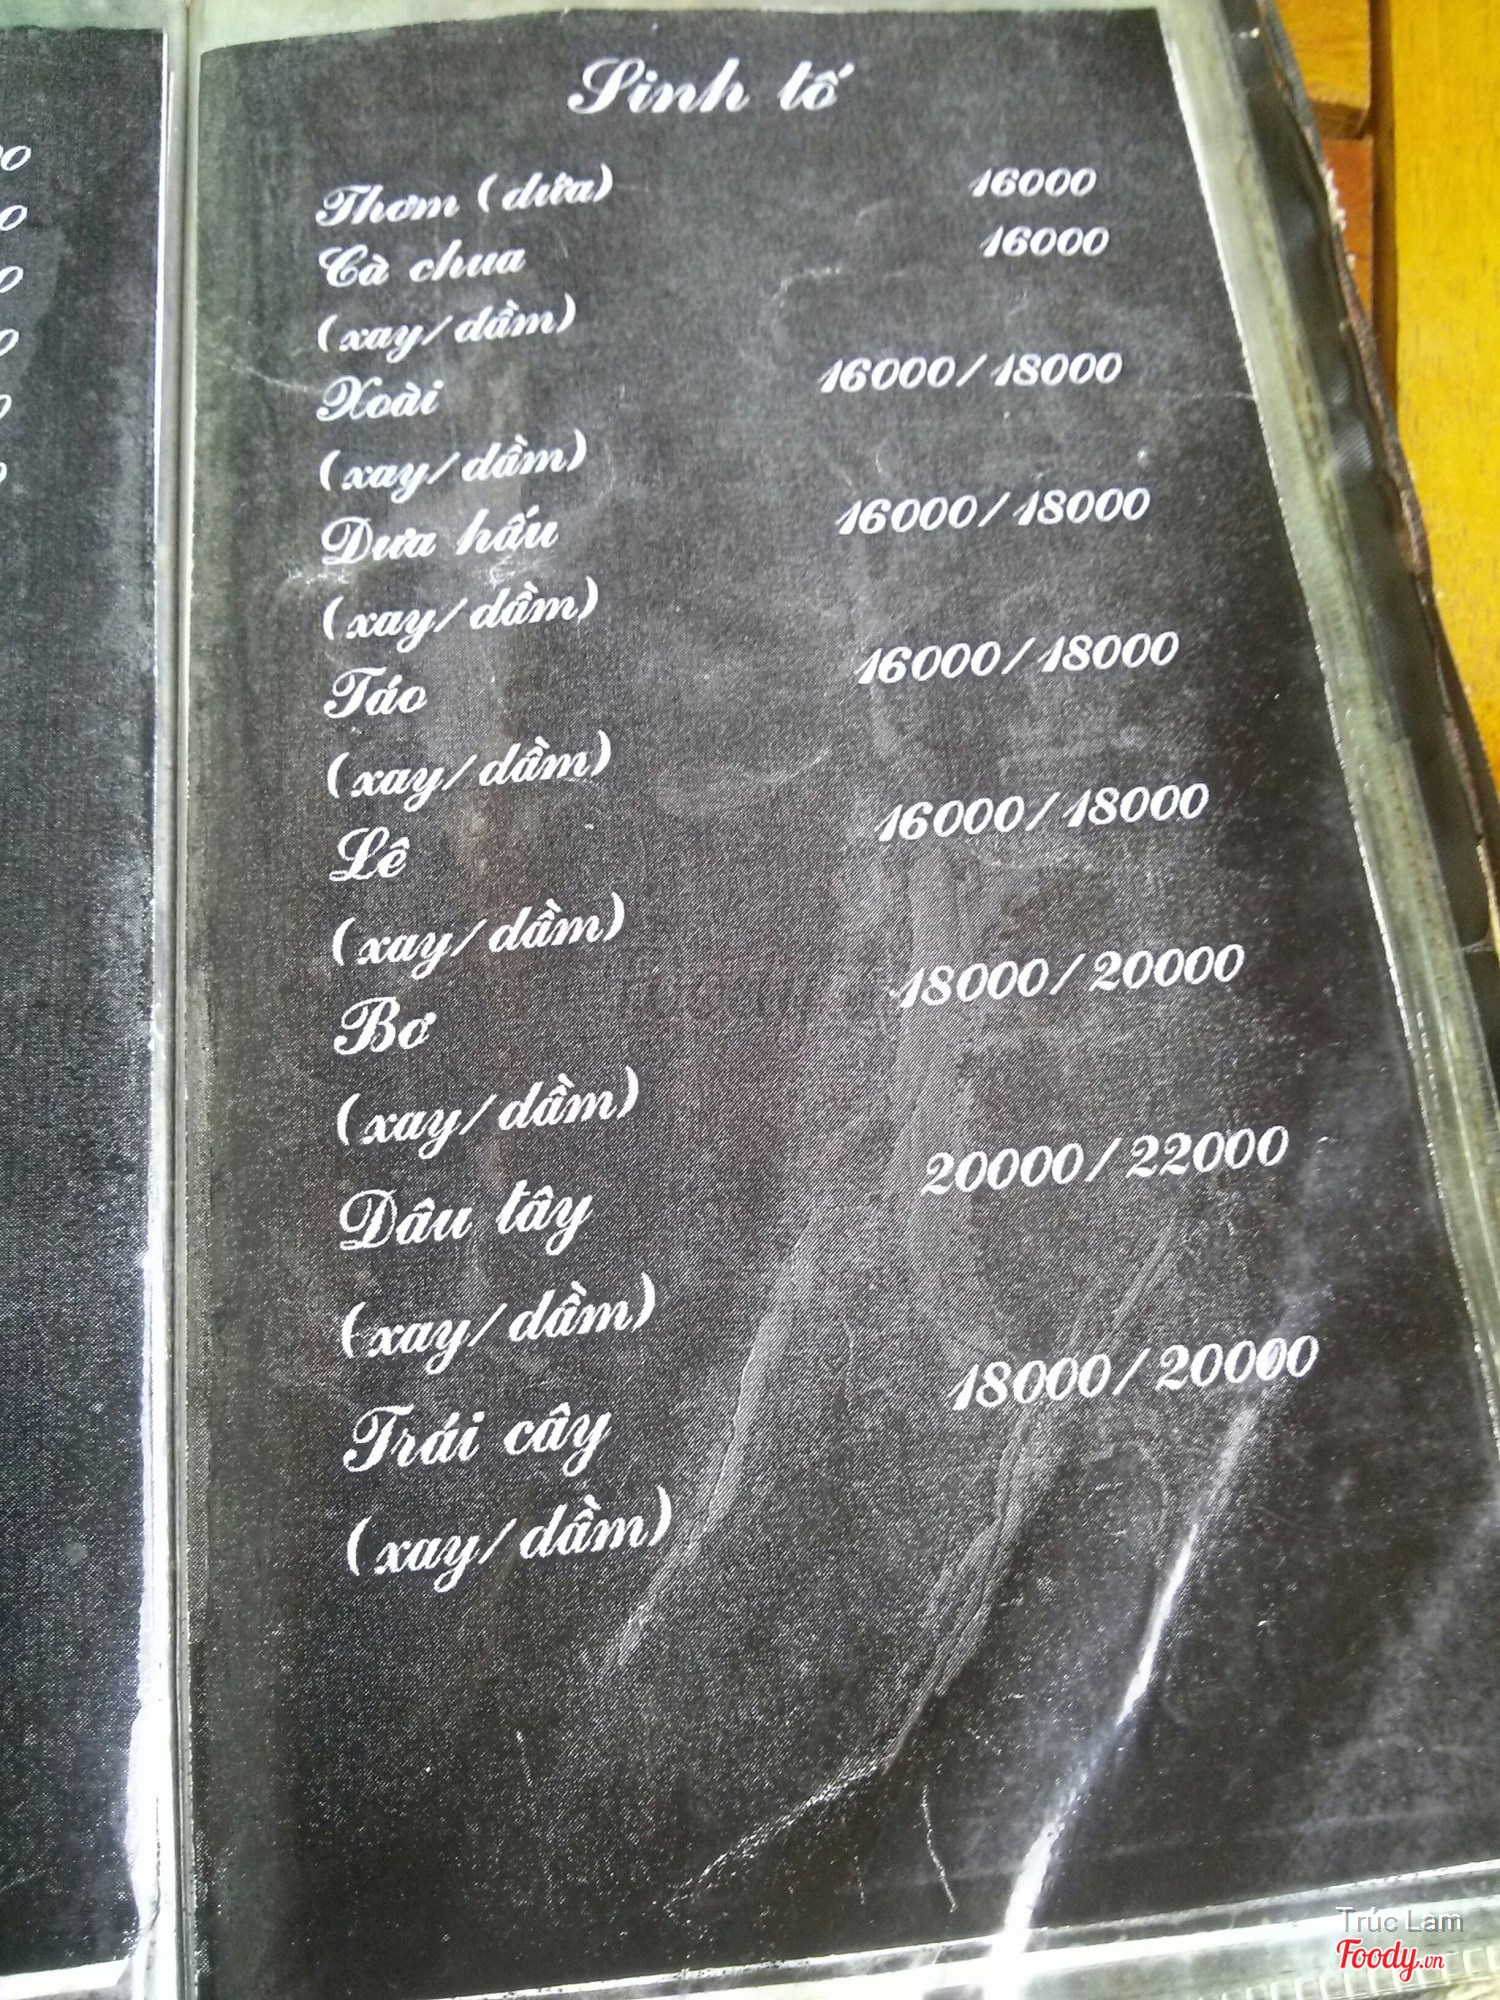 Sinh tố
Thơm (dứa) 16000
Cà chua 16000
(xay/dầm)
Xoài 16000/18000
(xay/dầm)
Dưa hấu 16000/18000
(xay/dầm)
Táo 16000/18000
(xay/dầm)
Lê 16000/18000
(xay/dầm)
Bơ 18000/20000
(xay/dầm)
Dâu tây 20000/22000
(xay/dầm)
Trái cây 18000/20000
(xay/dầm)
Trúc Lam
Foody.vn